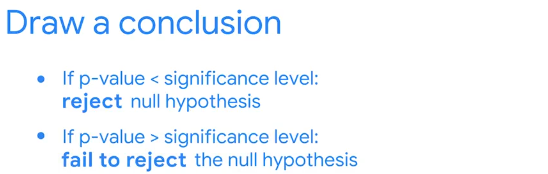 Draw a conclusion
• If p-value < significance level:
reject null hypothesis
• If p-value > significance level:
fail to reject the null hypothesis